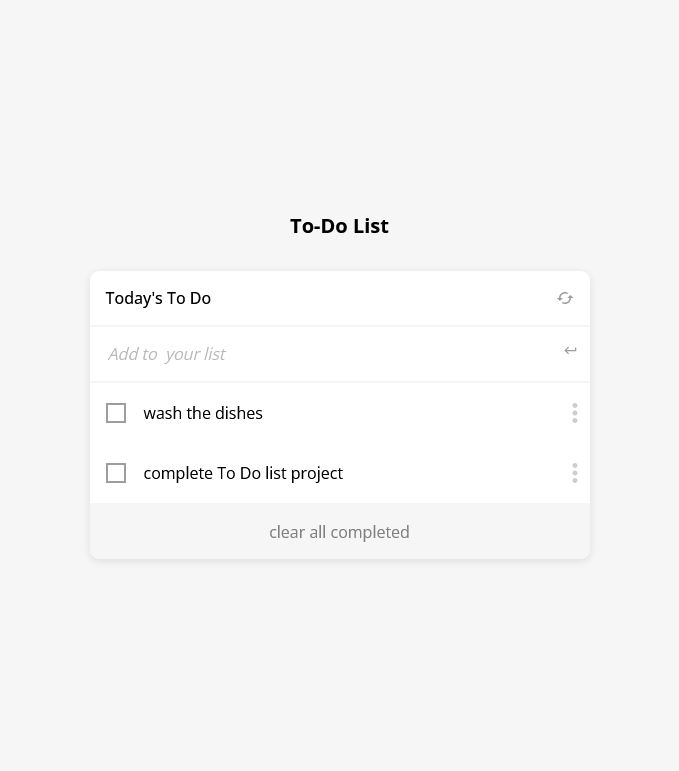 To-Do List
Today's To Do
Add to  your list
wash the dishes
complete To Do list project
clear all completed